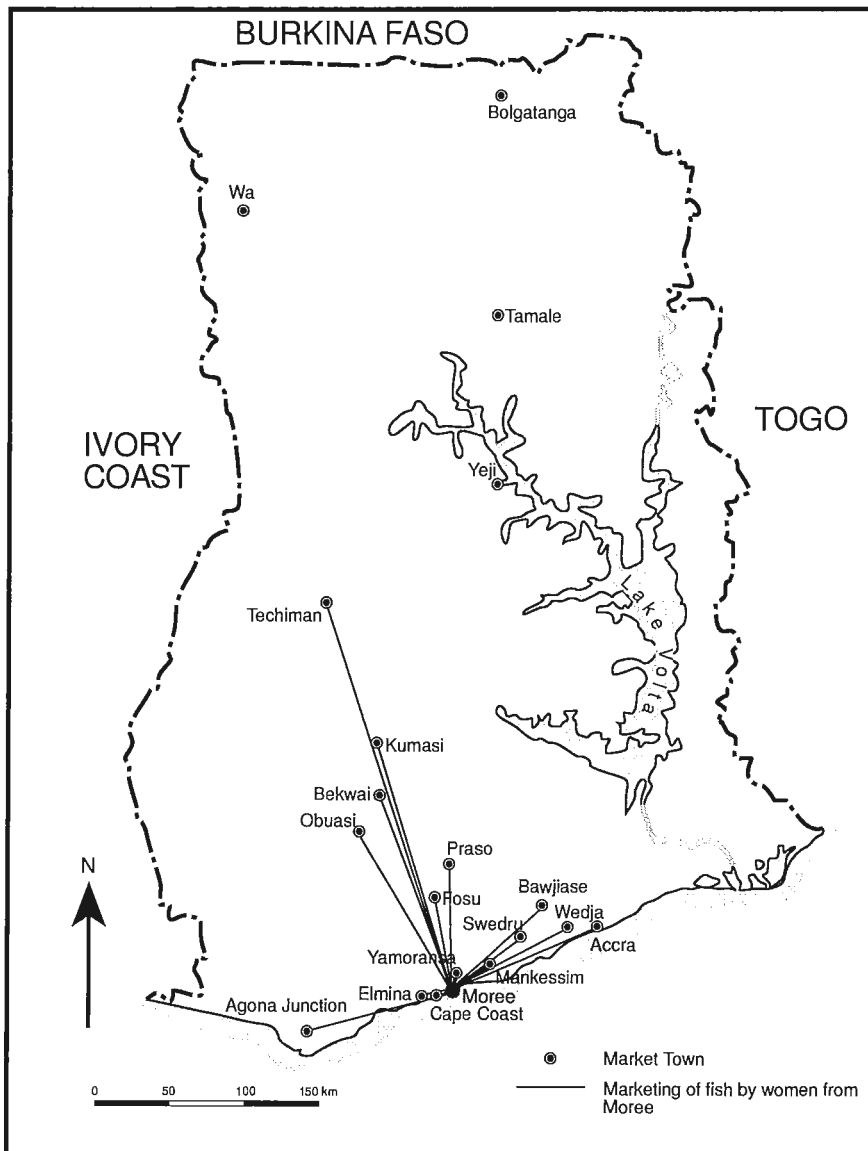 BURKINA FASO
Bolgatanga
Wa
Tamale
IVORY
COAST
TOGO
Yeji
Lake Volta
Techiman
Kumasi
Bekwai
Obuasi
N
Praso
Fosu
Bawjiase
Swedru
Wedja
Accra
Yamoransa
Mankessim
Elmina
Moree
Agona Junction
Cape Coast
Market Town
Marketing of fish by women from
Moree
0 50 100 150 km